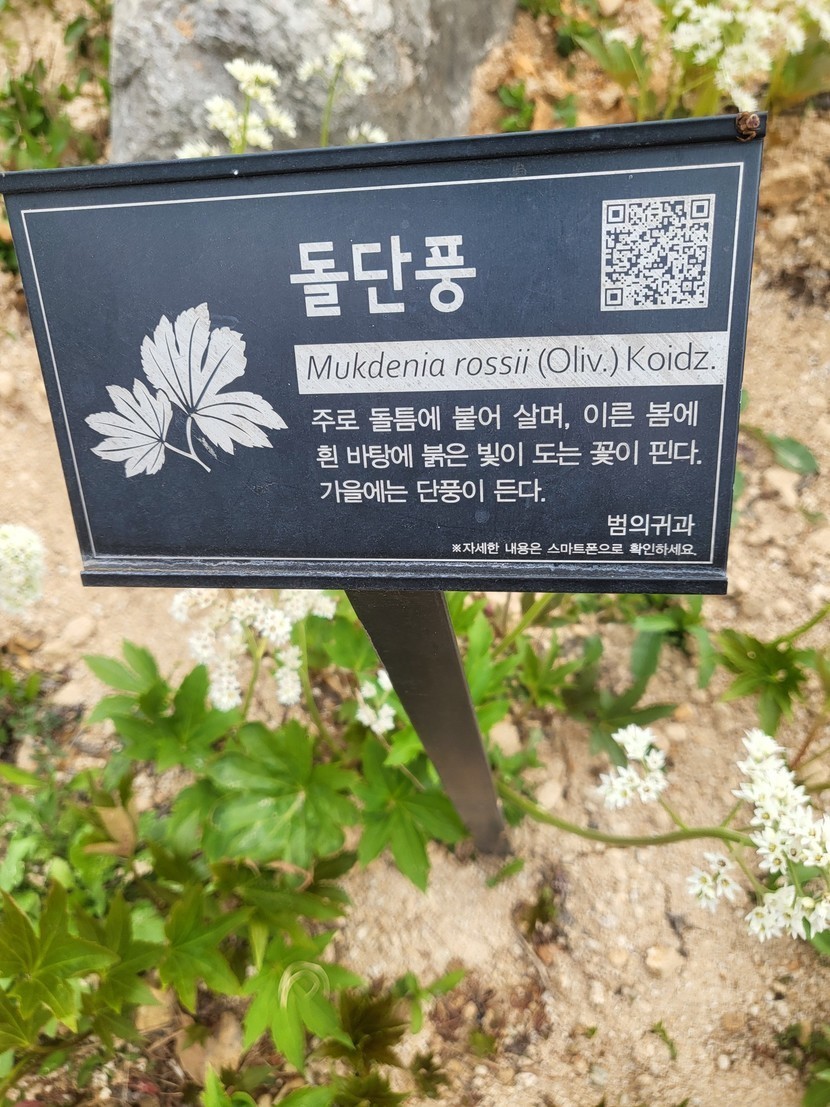 돌단풍
Mukdenia rossii (Oliv.) Koidz.
주로 돌틈에 붙어 살며, 이른 봄에
흰 바탕에 붉은 빛이 도는 꽃이 핀다.
가을에는 단풍이 든다.
범의귀과
※자세한 내용은 스마트폰으로 확인하세요.